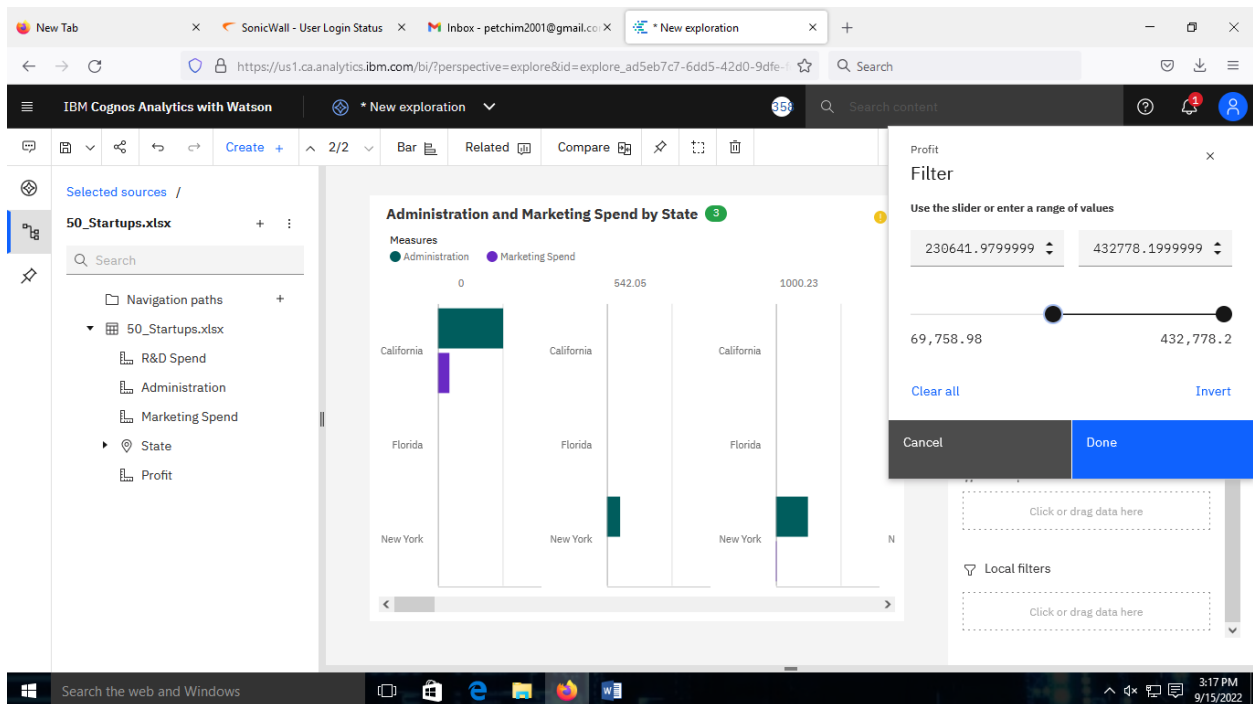 New Tab
SonicWall - User Login Status
Inbox - petchim2001@gmail.co
* New exploration
https://us1.ca.analytics.ibm.com/bi/?perspective=explore&id=explore_ad5eb7c7-6dd5-42d0-9dfe-
Search
IBM Cognos Analytics with Watson
* New exploration
358
Search content
1
Create +
2/2
Bar
Related
Compare
Selected sources /
50_Startups.xlsx
Search
Navigation paths
50_Startups.xlsx
R&D Spend
Administration
Marketing Spend
State
Profit
Administration and Marketing Spend by State 3
Measures
Administration Marketing Spend
0 542.05 1000.23
California California California
Florida Florida Florida
New York New York New York N
Profit
Filter
Use the slider or enter a range of values
230641.9799999 432778.1999999
69,758.98 432,778.2
Clear all Invert
Cancel Done
Click or drag data here
Local filters
Click or drag data here
Search the web and Windows
3:17 PM
9/15/2022